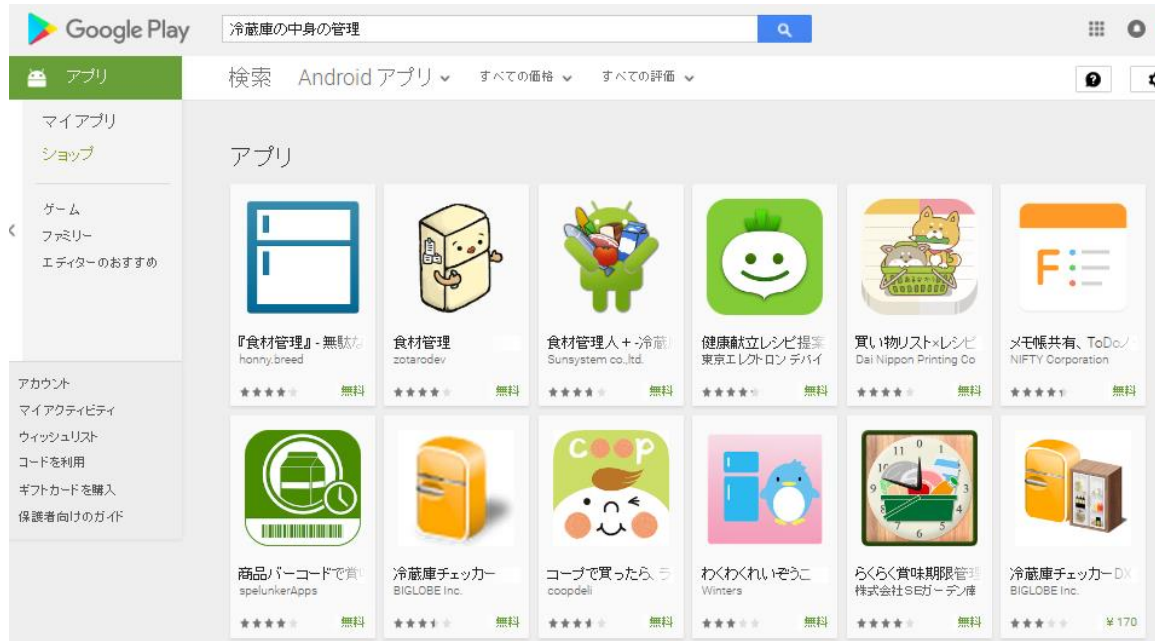 Google Play
冷蔵庫の中身の管理
アプリ
検索 Android アプリ すべての価格 すべての評価
マイアプリ
ショップ
ゲーム
ファミリー
エディターのおすすめ
アカウント
マイアクティビティ
ウィッシュリスト
コードを利用
ギフトカードを購入
保護者向けのガイド
アプリ
『食材管理』- 無駄な
honny.breed
無料
食材管理
zotarodev
無料
食材管理人+-冷蔵
Sunsystem co.,ltd.
無料
健康献立レシピ提案
東京エレクトロン デバイ
無料
買い物リスト×レシピ
Dai Nippon Printing Co
無料
F
メモ帳共有、ToDo
NIFTY Corporation
無料
商品バーコードで賞
spelunkerApps
無料
冷蔵庫チェッカー
BIGLOBE Inc.
無料
coop
コープで買ったら、ラ
coopdeli
無料
わくわくれいぞうこ
Winters
無料
11 0 1
10
9 3
8 4
7 6 5
らくらく賞味期限管理
株式会社SEガーデン庫
無料
冷蔵庫チェッカーDX
BIGLOBE Inc.
¥170